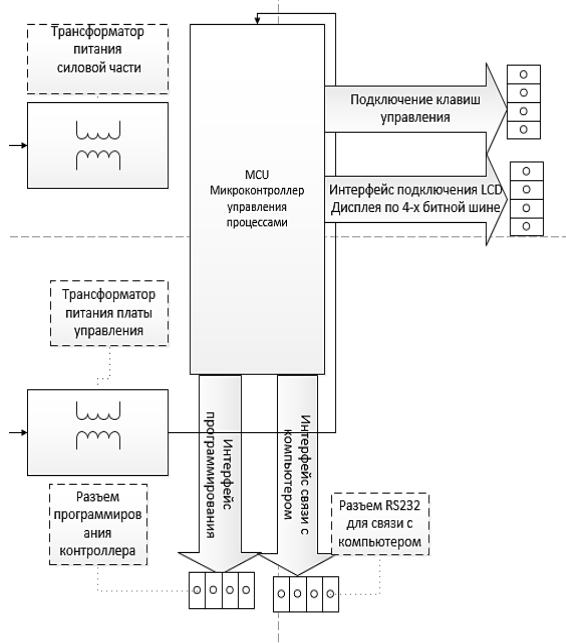 Трансформатор
питания
силовой части
Подключение клавиш
управления
MCU
Микроконтроллер
управления
процессами
Интерфейс подключения LCD
Дисплея по 4-х битной шине
Трансформатор
питания платы
управления
Интерфейс
программирования
Интерфейс связи с
компьютером
Разъем
программиров
ания
контроллера
Разъем RS232
для связи с
компьютером